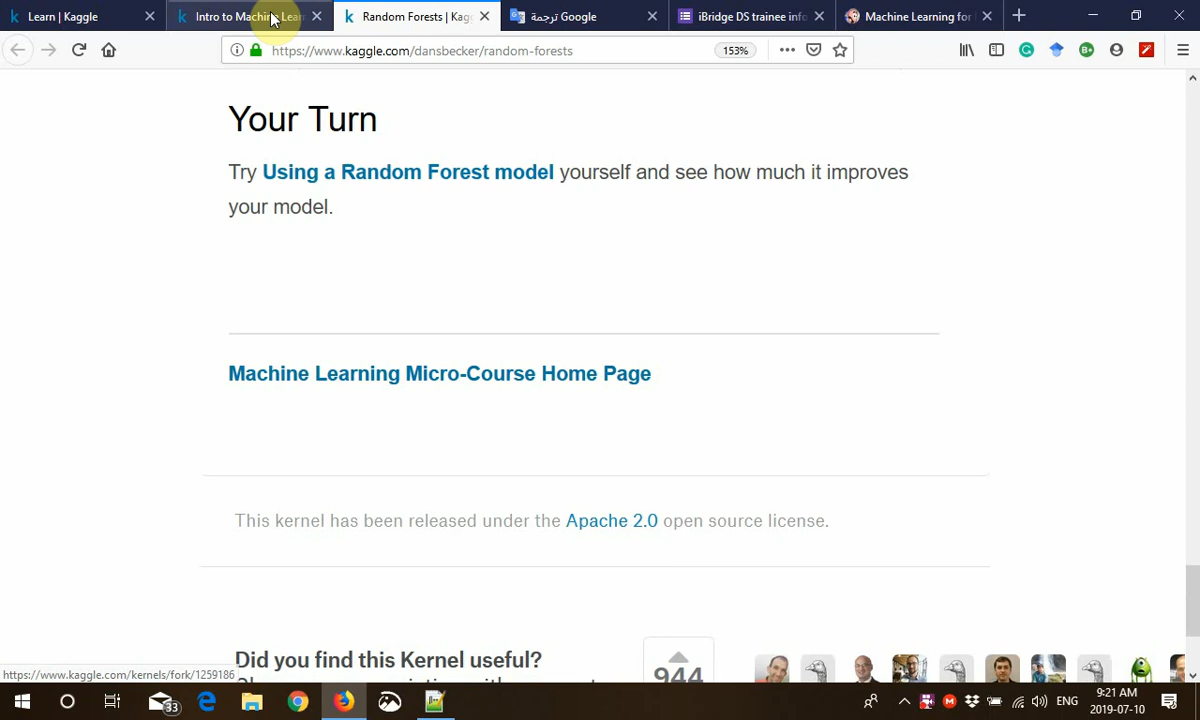 Learn | Kaggle
Intro to Machine Lear
Random Forests | Kagg
ترجمة Google
iBridge DS trainee info
Machine Learning for
https://www.kaggle.com/dansbecker/random-forests
153%
Your Turn
Try Using a Random Forest model yourself and see how much it improves
your model.
Machine Learning Micro-Course Home Page
This kernel has been released under the Apache 2.0 open source license.
Did you find this Kernel useful?
944
https://www.kaggle.com/kernels/fork/1259186
33
ENG
9:21 AM
2019-07-10